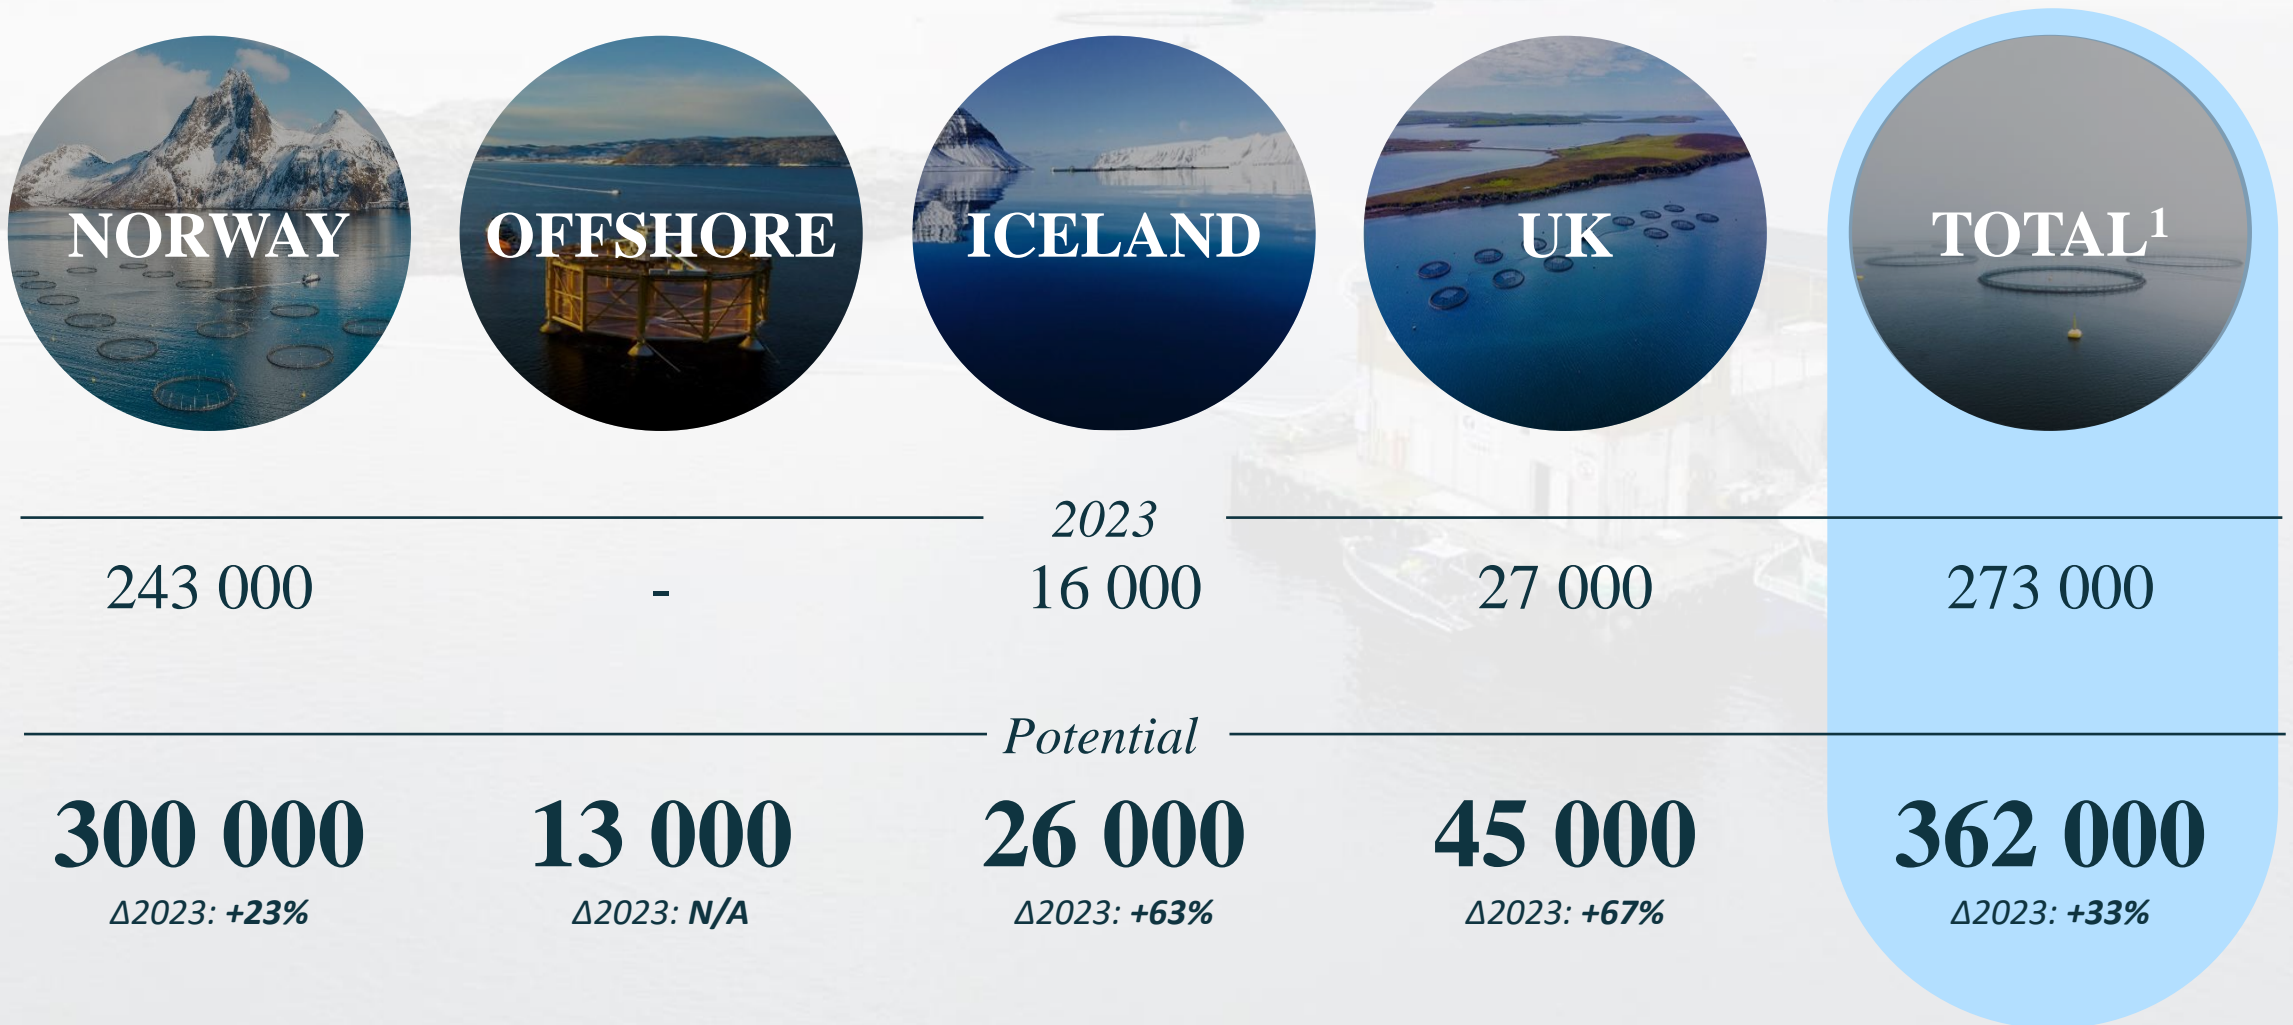 NORWAY OFFSHORE ICELAND UK TOTAL¹
2023
243 000 - 16 000 27 000 273 000
Potential
300 000 13 000 26 000 45 000 362 000
Δ2023: +23% Δ2023: N/A Δ2023: +63% Δ2023: +67% Δ2023: +33%